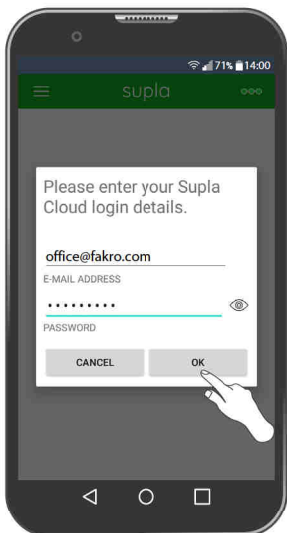 71% 14:00
supla
Please enter your Supla
Cloud login details.
office@fakro.com
E-MAIL ADDRESS
•••••••••
PASSWORD
CANCEL OK